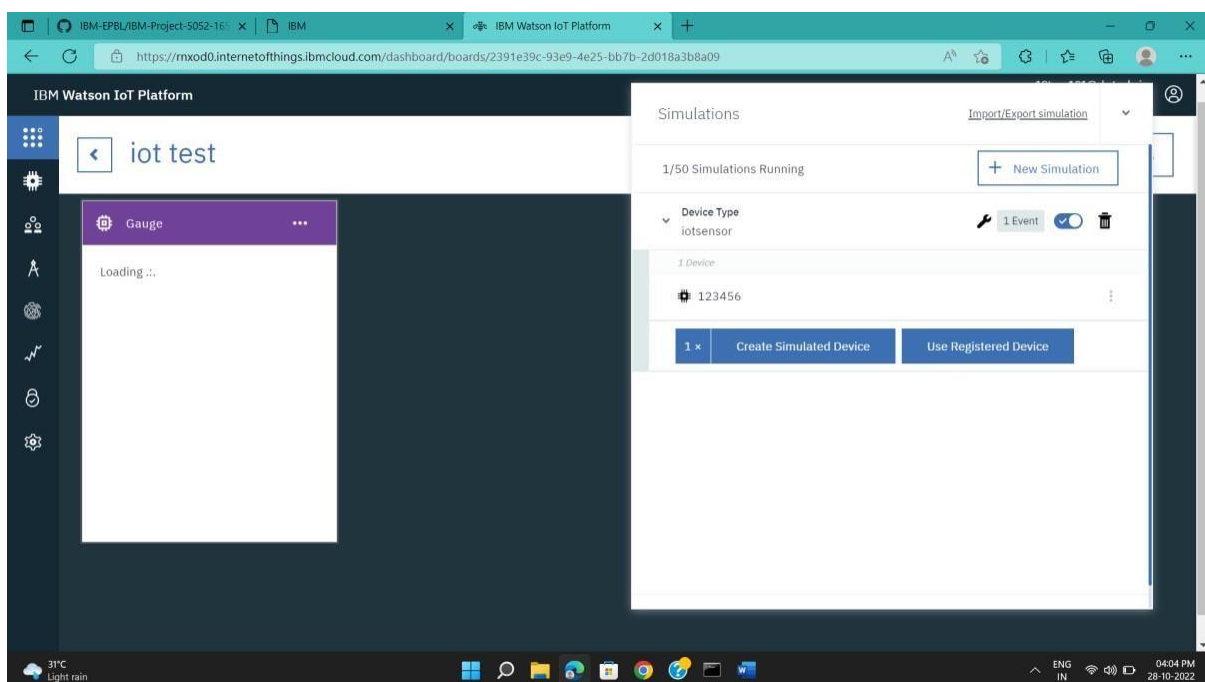 IBM-EPBL/IBM-Project-5052-165
IBM
IBM Watson IoT Platform
https://rnxod0.internetofthings.ibmcloud.com/dashboard/boards/2391e39c-93e9-4e25-bb7b-2d018a3b8a09
IBM Watson IoT Platform
iot test
Gauge
Loading .:.
Simulations
Import/Export simulation
1/50 Simulations Running
+ New Simulation
Device Type
iotsensor
1 Event
1 Device
123456
1 ×
Create Simulated Device
Use Registered Device
31°C
Light rain
ENG
IN
04:04 PM
28-10-2022